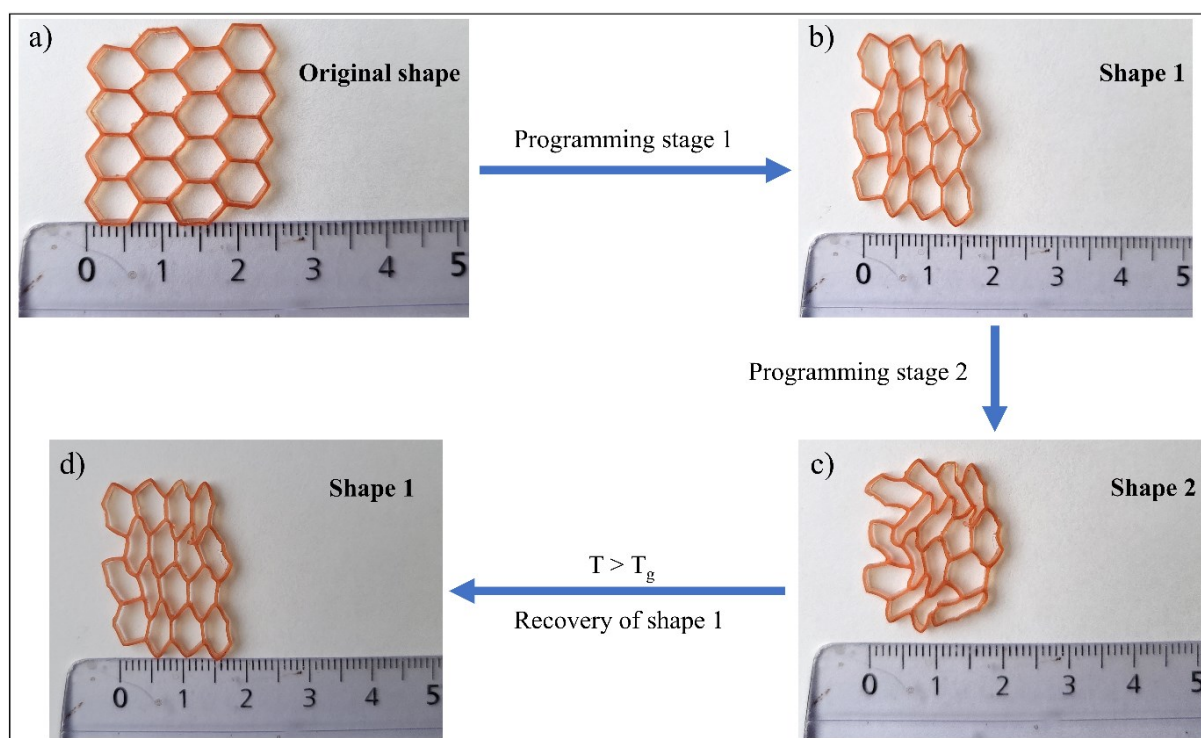 a)
Original shape
0 1 2 3 4 5
Programming stage 1
b)
Shape 1
0 1 2 3 4 5
Programming stage 2
c)
Shape 2
0 1 2 3 4 5
T > Tg
Recovery of shape 1
d)
Shape 1
0 1 2 3 4 5